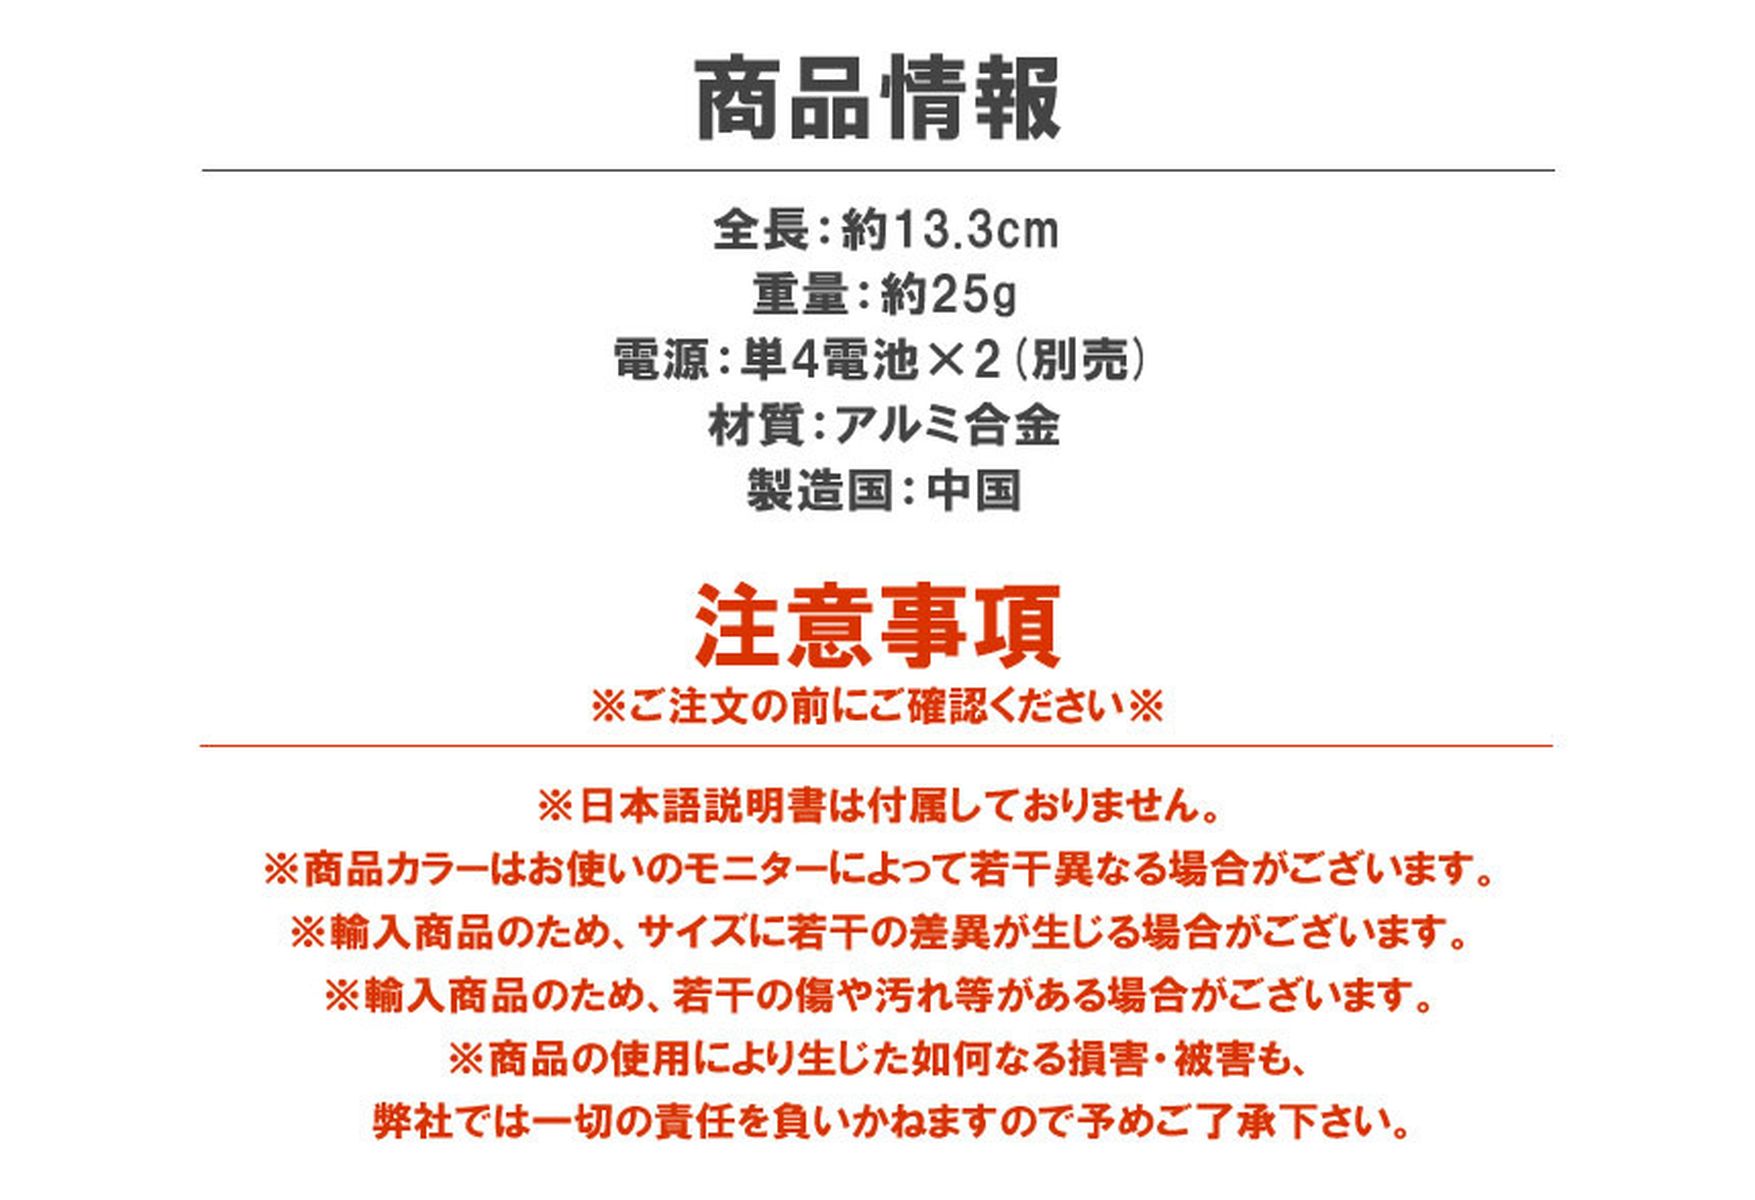 商品情報
全長：約13.3cm
重量：約25g
電源：単4電池×2（別売）
材質：アルミ合金
製造国：中国
注意事項
※ご注文の前にご確認ください※
※日本語説明書は付属しておりません。
※商品カラーはお使いのモニターによって若干異なる場合がございます。
※輸入商品のため、サイズに若干の差異が生じる場合がございます。
※輸入商品のため、若干の傷や汚れ等がある場合がございます。
※商品の使用により生じた如何なる損害・被害も、
弊社では一切の責任を負いかねますので予めご了承下さい。